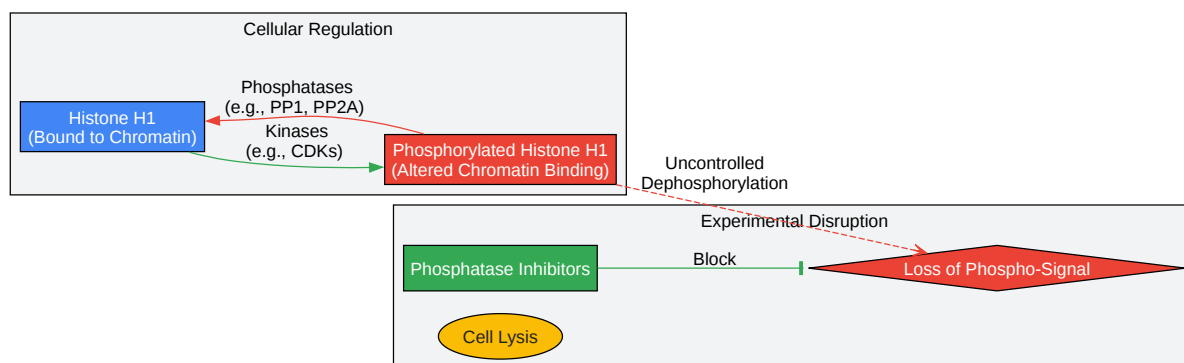 Cellular Regulation
Phosphatases
(e.g., PP1, PP2A)
Histone H1
(Bound to Chromatin)
Kinases
(e.g., CDKs)
Phosphorylated Histone H1
(Altered Chromatin Binding)
Uncontrolled
Dephosphorylation
Experimental Disruption
Phosphatase Inhibitors
Block
Loss of Phospho-Signal
Cell Lysis